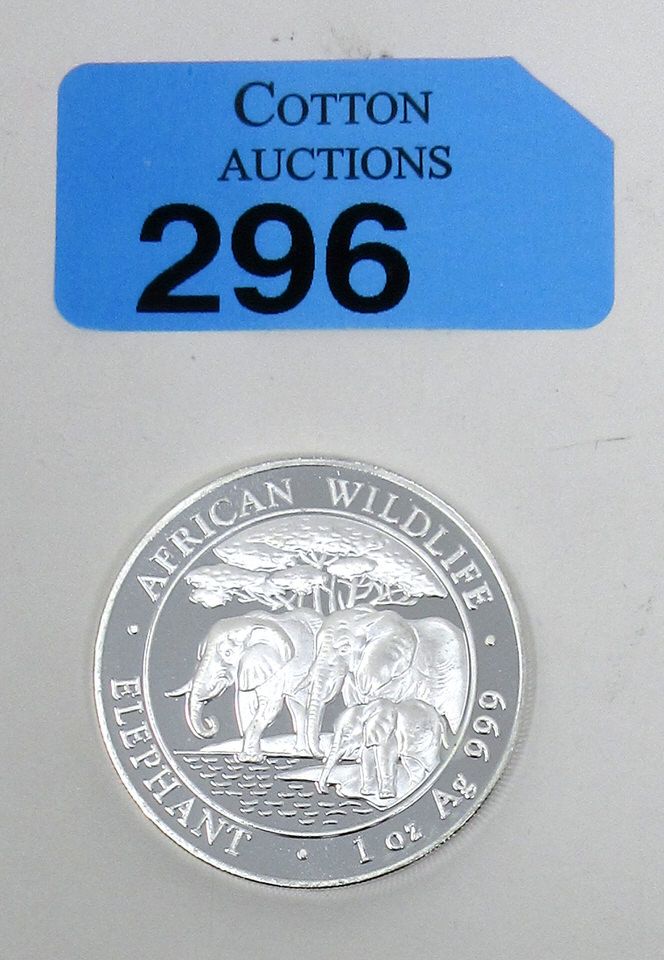 COTTON
AUCTIONS
296
AFRICAN WILDLIFE
ELEPHANT · 1 oz Ag 999